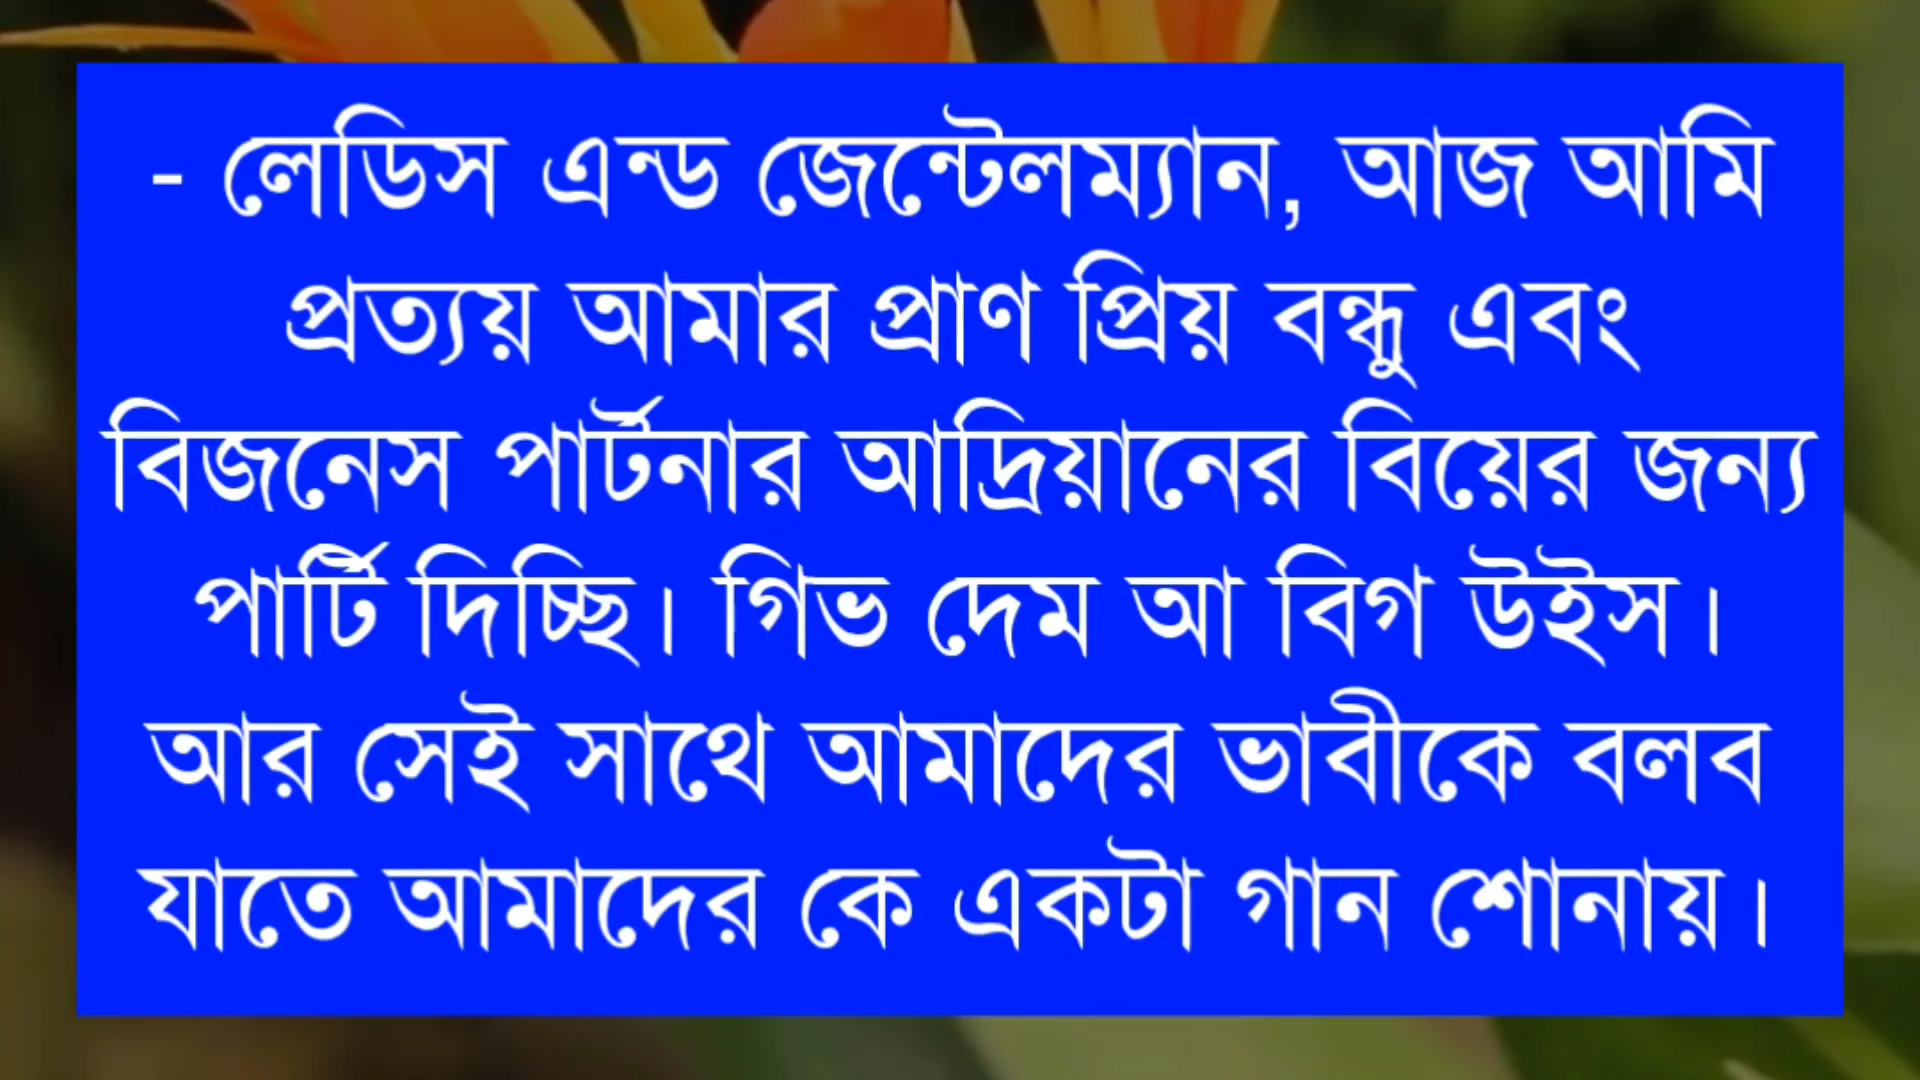 - লেডিস এন্ড জেন্টেলম্যান, আজ আমি
প্রত্যয় আমার প্রাণ প্রিয় বন্ধু এবং
বিজনেস পার্টনার আদ্রিয়ানের বিয়ের জন্য
পার্টি দিচ্ছি। গিভ দেম আ বিগ উইস।
আর সেই সাথে আমাদের ভাবীকে বলব
যাতে আমাদের কে একটা গান শোনায়।